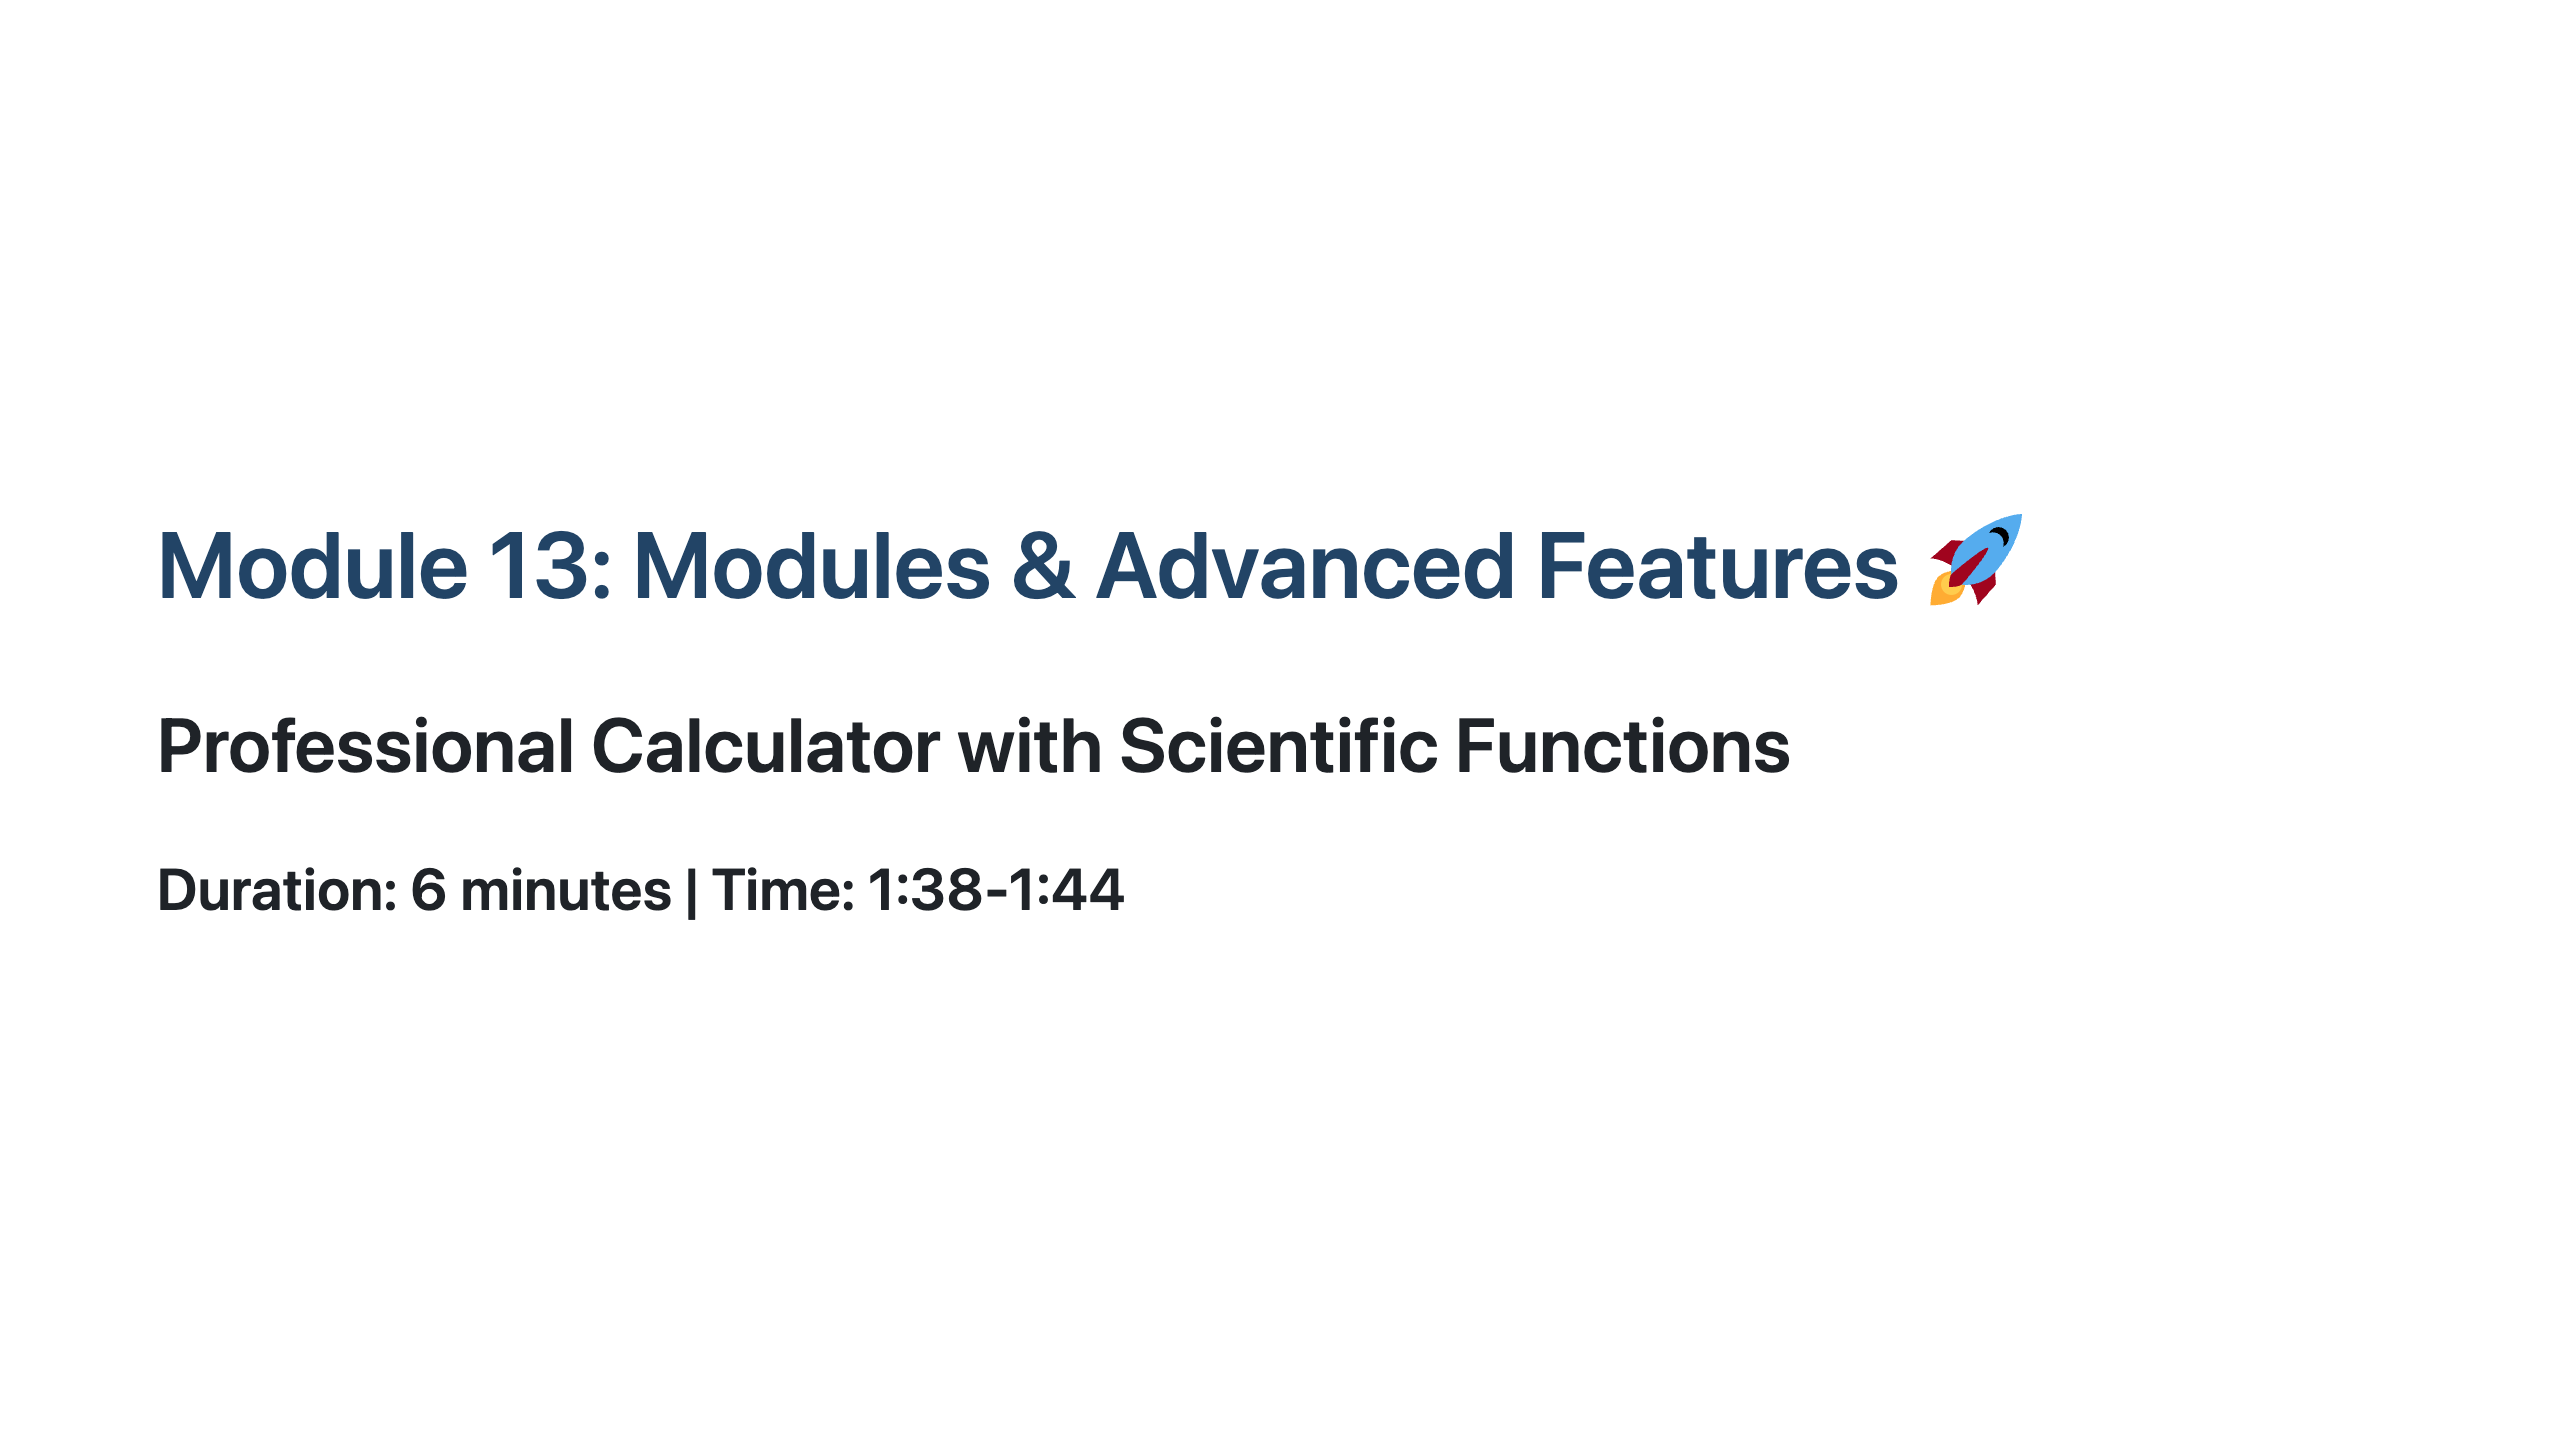 Module 13: Modules & Advanced Features 🚀
Professional Calculator with Scientific Functions
Duration: 6 minutes | Time: 1:38-1:44